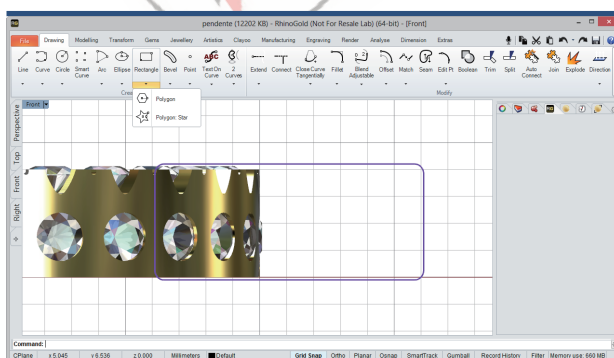 pendente (12202 KB) - RhinoGold (Not For Resale Lab) (64-bit) - [Front]
File Drawing Modelling Transform Gems Jewellery Artistics Clayoo Manufacturing Engraving Render Analyse Dimension Extras
Line Curve Circle Smart Curve Arc Ellipse Rectangle Bevel Point Text On Curve 2 Curves Extend Connect Close Curve Tangentially Fillet Blend Adjustable Offset Match Seam Edit Pt Boolean Trim Split Auto Connect Join Explode Direction
Modify
Polygon
Polygon: Star
Front
Perspective
Top
Front
Right
Command:
CPlane x 5.045 y 6.536 z 0.000 Millimeters Default Grid Snap Ortho Planar Osnap SmartTrack Gumball Record History Filter Memory use: 660 MB